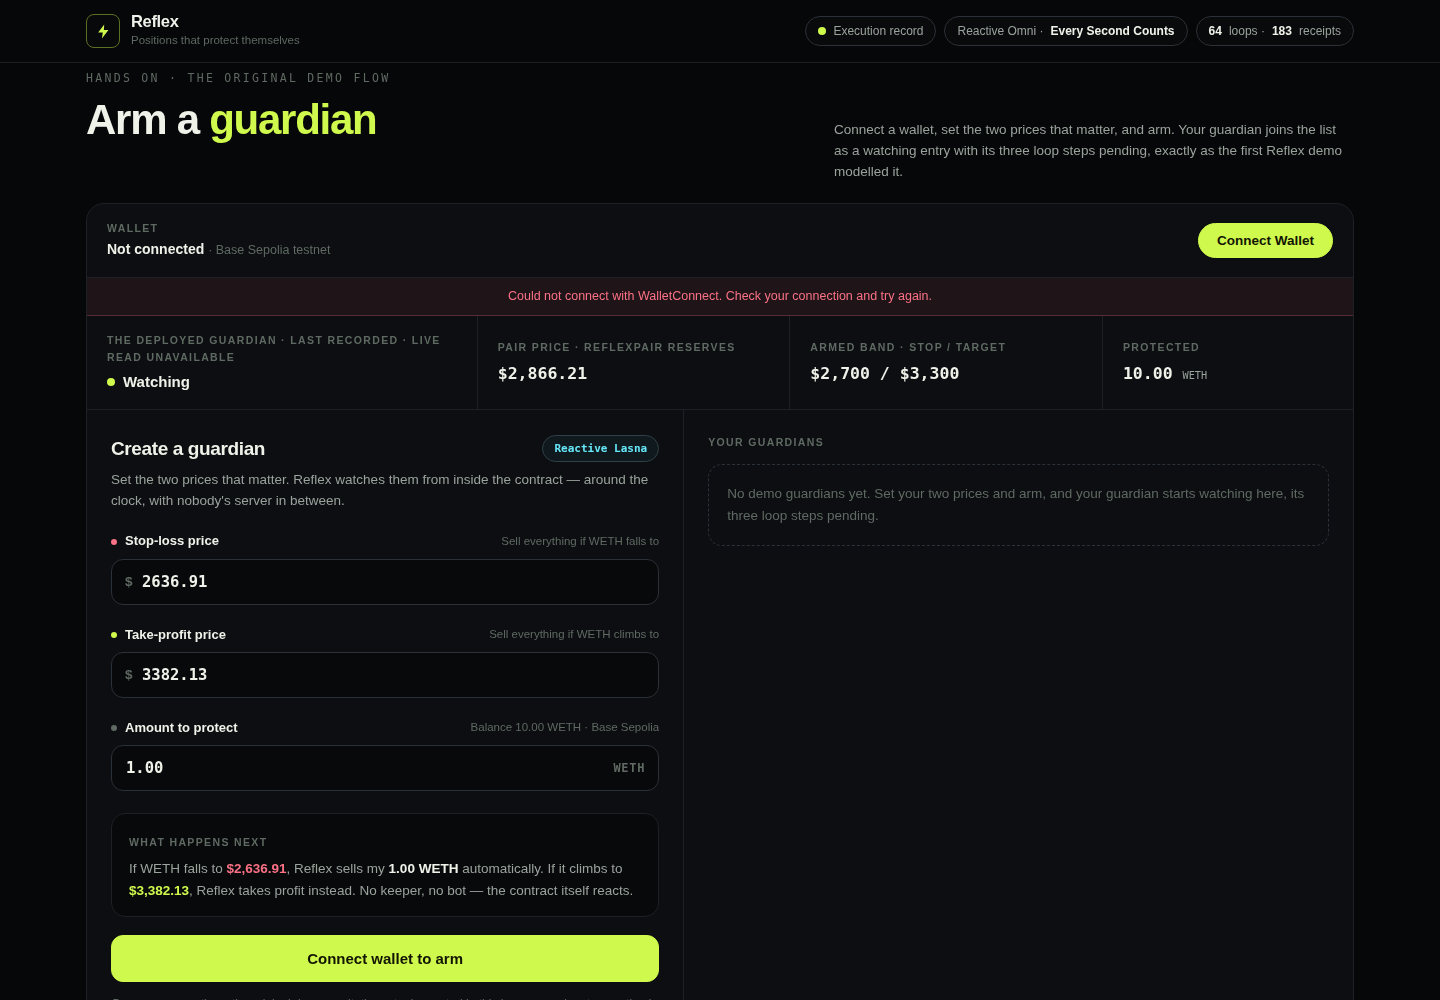 Reflex
Positions that protect themselves
Execution record
Reactive Omni · Every Second Counts
64 loops · 183 receipts
HANDS ON · THE ORIGINAL DEMO FLOW
Arm a guardian
Connect a wallet, set the two prices that matter, and arm. Your guardian joins the list
as a watching entry with its three loop steps pending, exactly as the first Reflex demo
modelled it.
WALLET
Not connected · Base Sepolia testnet
Connect Wallet
Could not connect with WalletConnect. Check your connection and try again.
THE DEPLOYED GUARDIAN · LAST RECORDED · LIVE
READ UNAVAILABLE
Watching
PAIR PRICE · REFLEXPAIR RESERVES
$2,866.21
ARMED BAND · STOP / TARGET
$2,700 / $3,300
PROTECTED
10.00 WETH
Create a guardian
Reactive Lasna
Set the two prices that matter. Reflex watches them from inside the contract — around the
clock, with nobody's server in between.
Stop-loss price
Sell everything if WETH falls to
$ 2636.91
Take-profit price
Sell everything if WETH climbs to
$ 3382.13
Amount to protect
Balance 10.00 WETH · Base Sepolia
1.00 WETH
WHAT HAPPENS NEXT
If WETH falls to $2,636.91, Reflex sells my 1.00 WETH automatically. If it climbs to
$3,382.13, Reflex takes profit instead. No keeper, no bot — the contract itself reacts.
Connect wallet to arm
YOUR GUARDIANS
No demo guardians yet. Set your two prices and arm, and your guardian starts watching here, its
three loop steps pending.